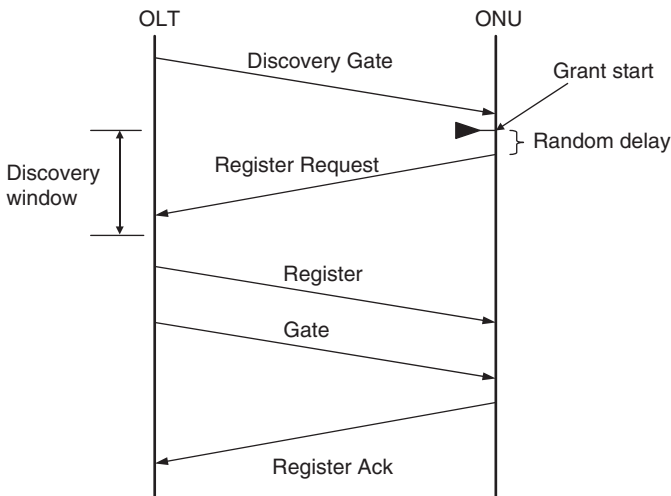 OLT
ONU
Discovery Gate
Grant start
Random delay
Register Request
Discovery
window
Register
Gate
Register Ack